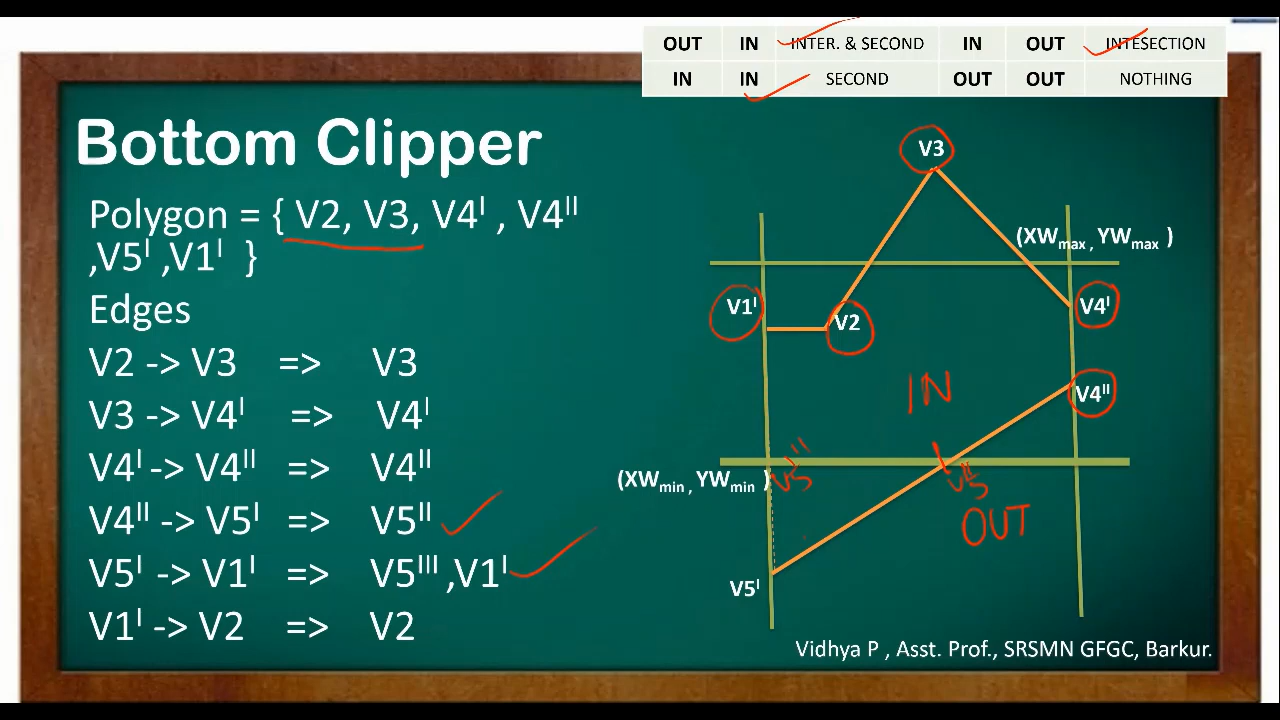 OUT IN INTER. & SECOND IN OUT INTESECTION
IN IN SECOND OUT OUT NOTHING
Bottom Clipper
Polygon = { V2, V3, V4ᴵ , V4ᴵᴵ
,V5ᴵ ,V1ᴵ }
Edges
V2 -> V3 => V3
V3 -> V4ᴵ => V4ᴵ
V4ᴵ -> V4ᴵᴵ => V4ᴵᴵ
V4ᴵᴵ -> V5ᴵ => V5ᴵᴵ
V5ᴵ -> V1ᴵ => V5ᴵᴵᴵ ,V1ᴵ
V1ᴵ -> V2 => V2
V3
(XWmax , YWmax )
V1ᴵ
V2
V4ᴵ
IN
V4ᴵᴵ
(XWmin , YWmin )
V5ᴵᴵᴵ
V5ᴵᴵ
OUT
V5ᴵ
Vidhya P , Asst. Prof., SRSMN GFGC, Barkur.